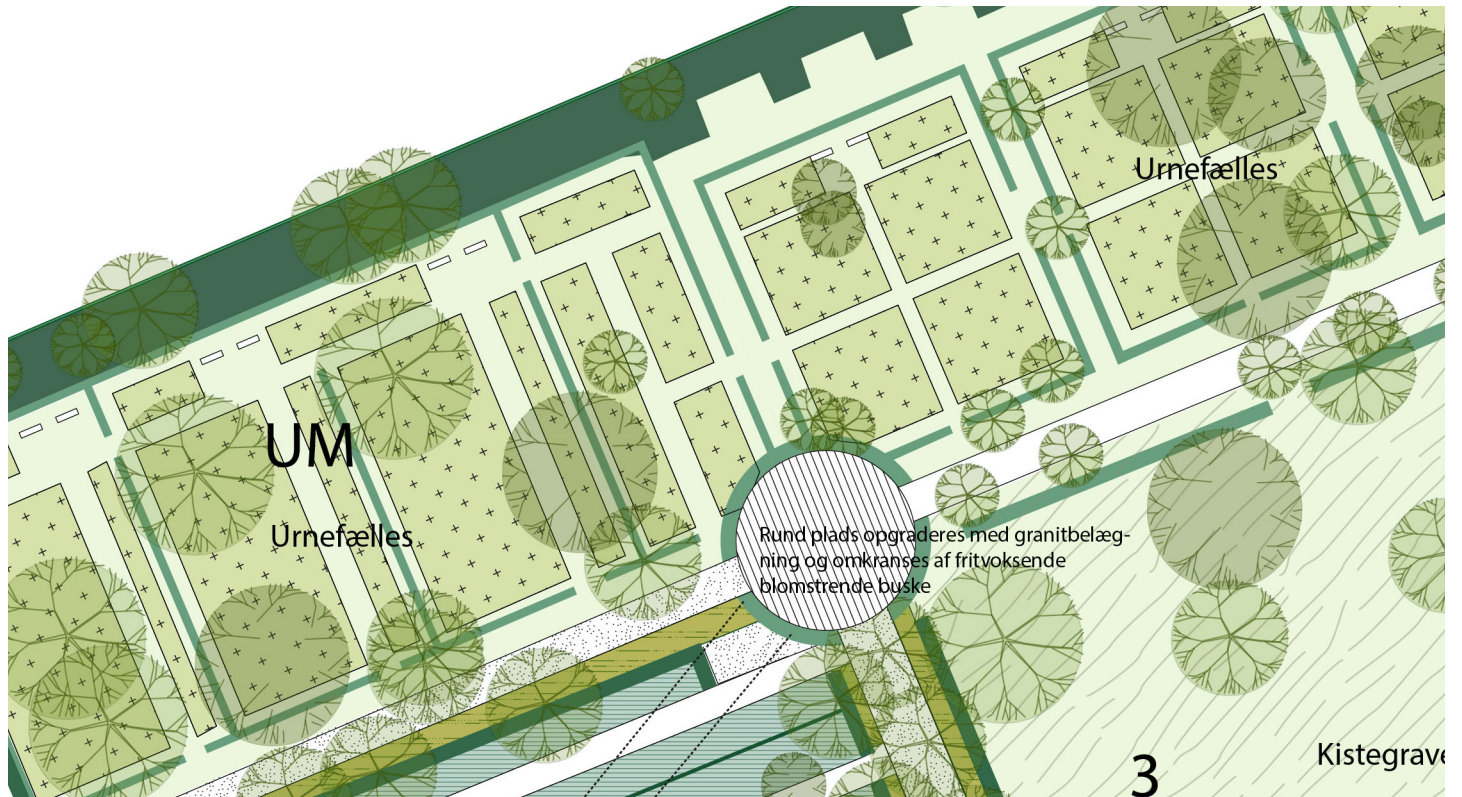 Urnefælles
UM
Urnefælles
Rund plads opgraderes med granitbelæg-
ning og omkranses af fritvoksende
blomstrende buske
3
Kistegrave